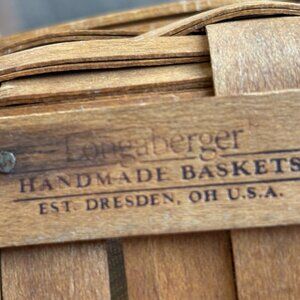 Longaberger
HANDMADE BASKETS
EST. DRESDEN, OH U.S.A.